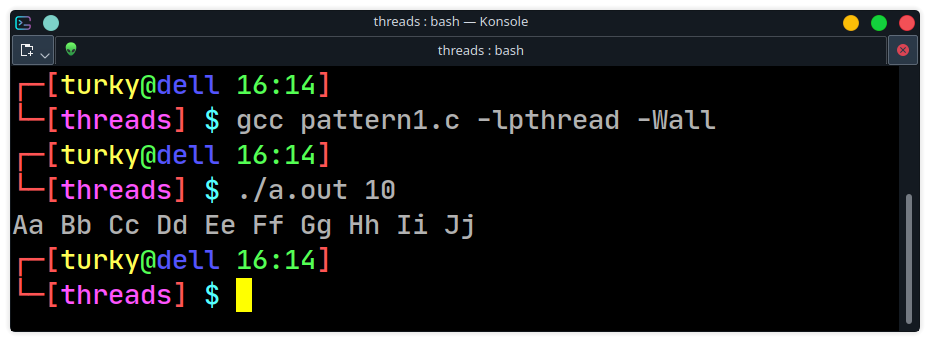 threads : bash — Konsole
threads : bash
┌─[turky@dell 16:14]
└─[threads] $ gcc pattern1.c -lpthread -Wall
┌─[turky@dell 16:14]
└─[threads] $ ./a.out 10
Aa Bb Cc Dd Ee Ff Gg Hh Ii Jj
┌─[turky@dell 16:14]
└─[threads] $